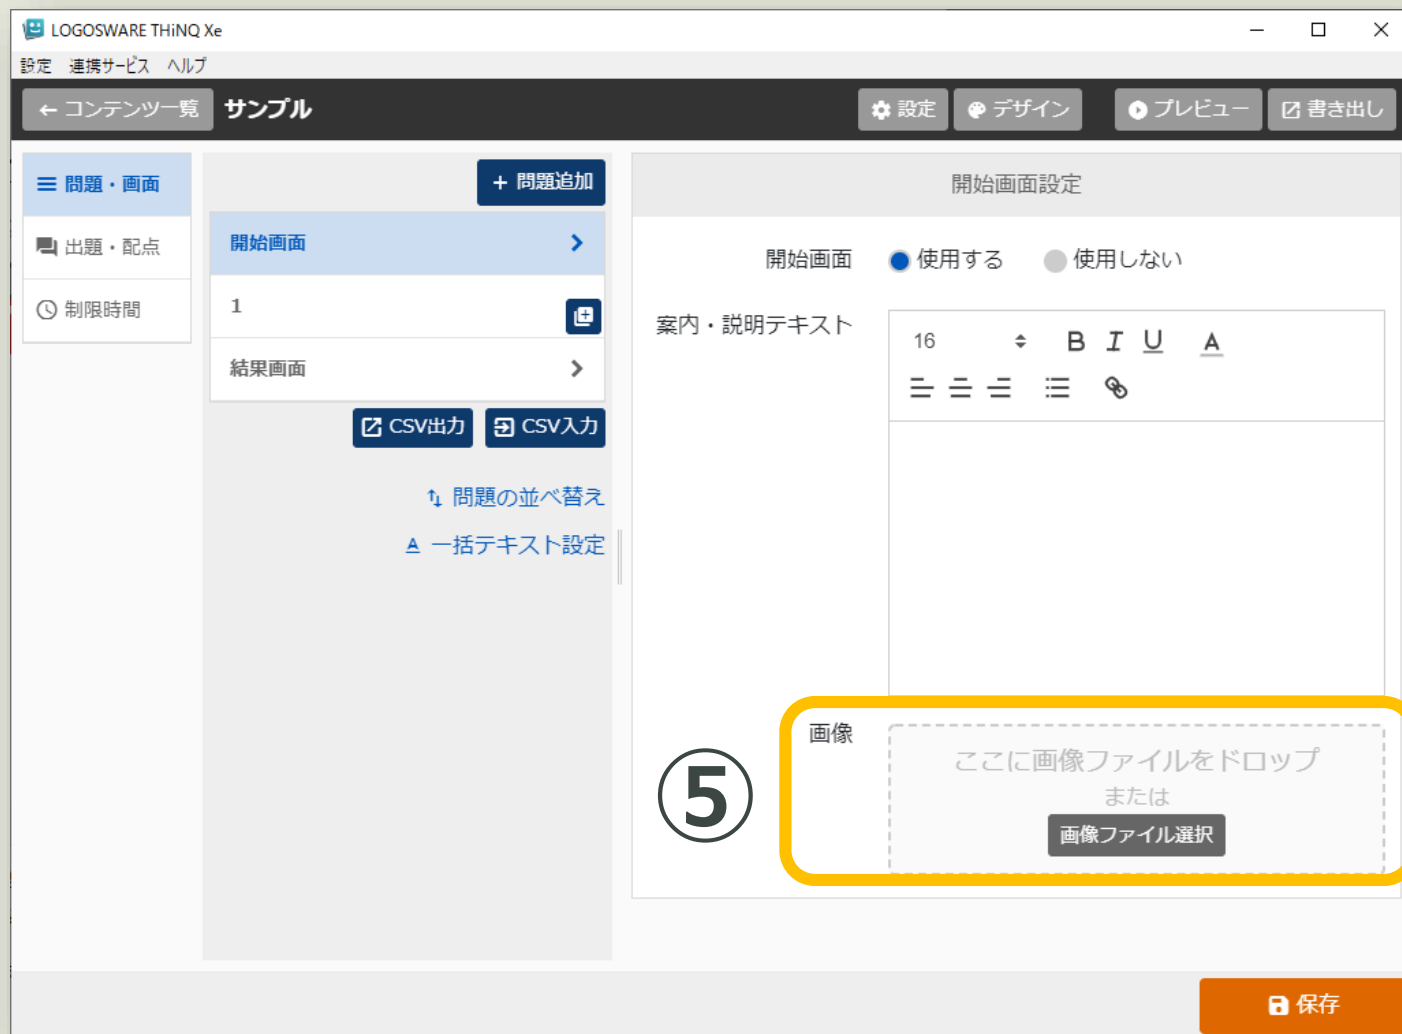 LOGOSWARE THiNQ Xe
設定 連携サービス ヘルプ
← コンテンツ一覧 サンプル 設定 デザイン プレビュー 書き出し
問題・画面
出題・配点
制限時間
+ 問題追加
開始画面
1
結果画面
CSV出力 CSV入力
問題の並べ替え
A 一括テキスト設定
開始画面設定
開始画面 使用する 使用しない
案内・説明テキスト
16 B I U A
画像
ここに画像ファイルをドロップ
または
画像ファイル選択
⑤
保存